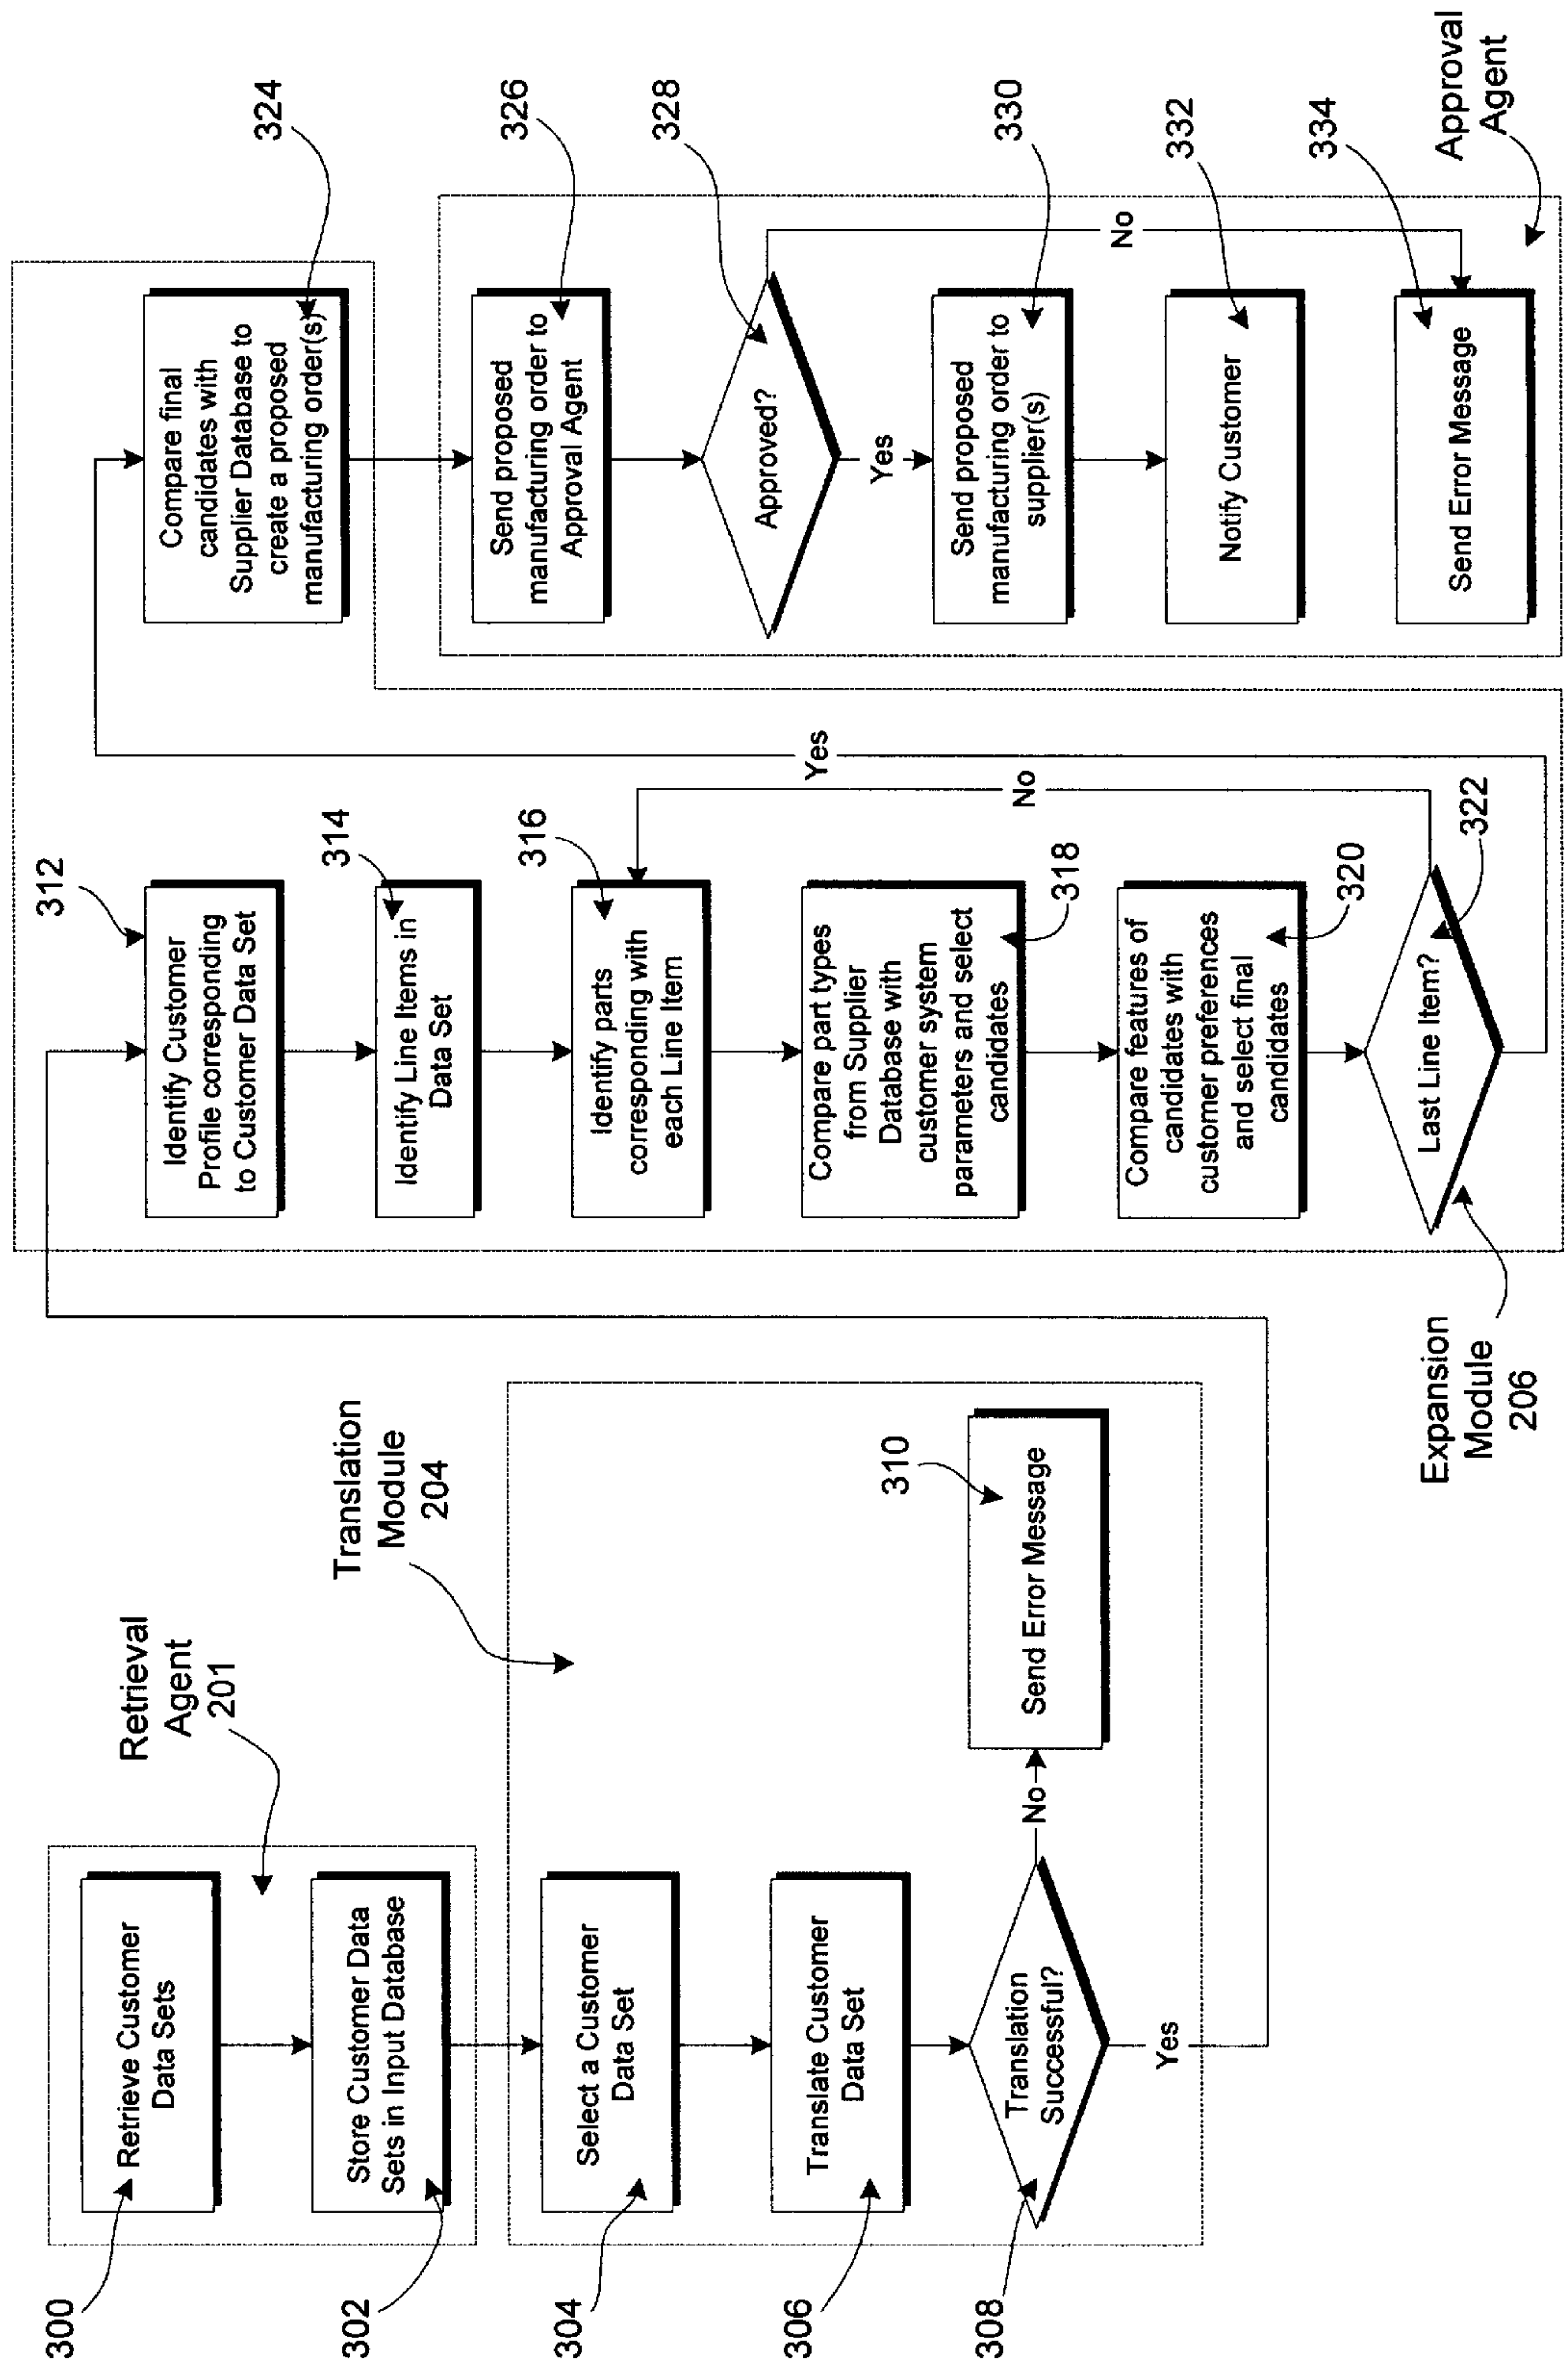 Retrieval
Agent
201
300
Retrieve Customer
Data Sets
302
Store Customer Data
Sets in Input Database
Translation
Module
204
304
Select a Customer
Data Set
306
Translate Customer
Data Set
308
Translation
Successful?
No
310
Send Error Message
Yes
312
Identify Customer
Profile corresponding
to Customer Data Set
314
Identify Line Items in
Data Set
316
Identify parts
corresponding with
each Line Item
318
Compare part types
from Supplier
Database with
customer system
parameters and select
candidates
320
Compare features of
candidates with
customer preferences
and select final
candidates
322
Last Line Item?
No
Yes
Expansion
Module
206
324
Compare final
candidates with
Supplier Database to
create a proposed
manufacturing order(s)
326
Send proposed
manufacturing order to
Approval Agent
328
Approved?
No
Yes
330
Send proposed
manufacturing order to
supplier(s)
332
Notify Customer
334
Send Error Message
Approval
Agent